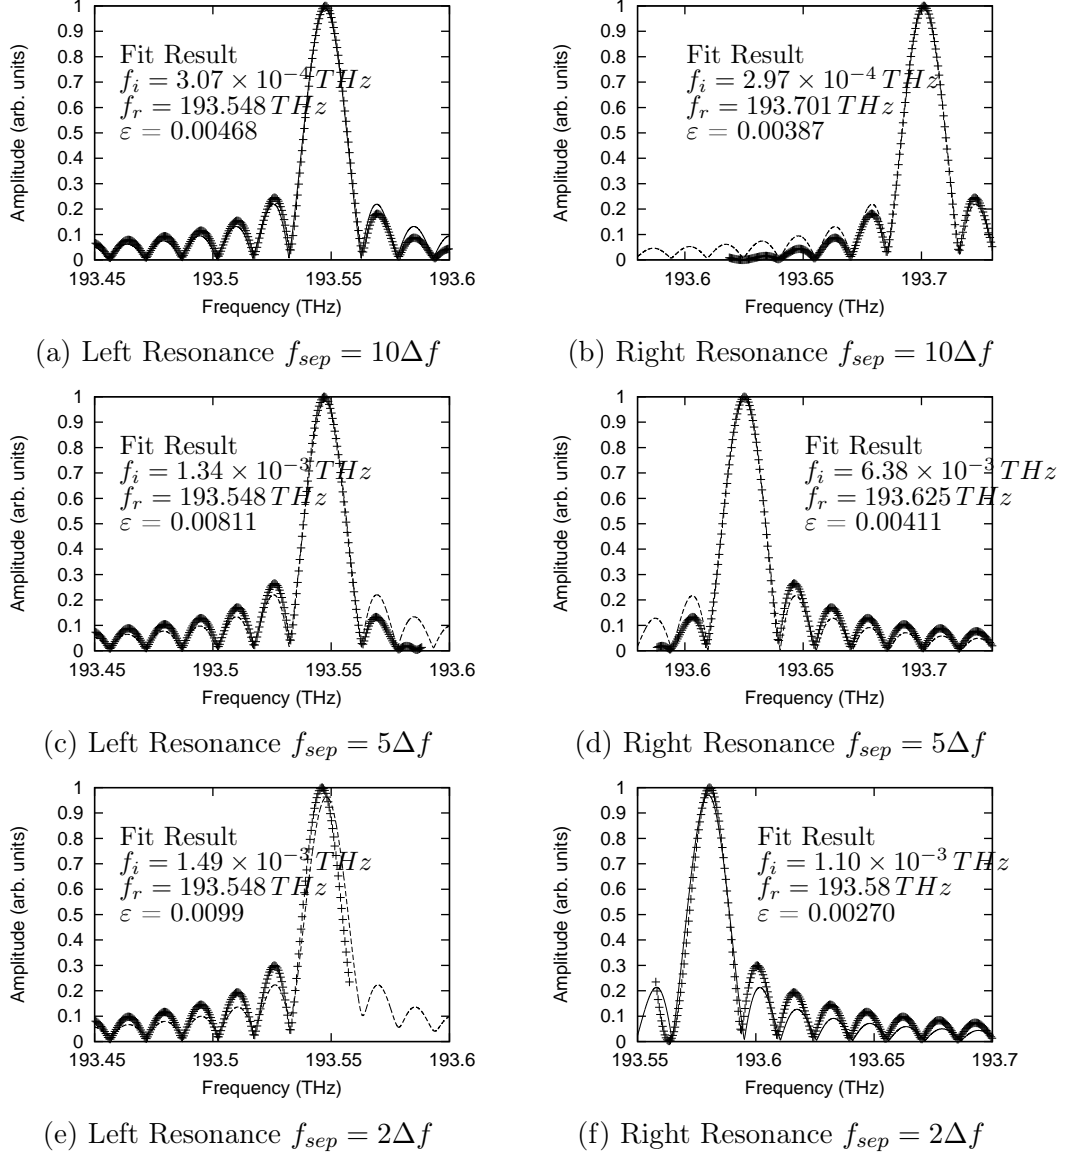 1
0.9
0.8
0.7
0.6
0.5
0.4
0.3
0.2
0.1
0
193.45 193.5 193.55 193.6
Amplitude (arb. units)
Frequency (THz)
Fit Result
f_i = 3.07 × 10^{-4} THz
f_r = 193.548 THz
ε = 0.00468
(a) Left Resonance f_{sep} = 10Δf
1
0.9
0.8
0.7
0.6
0.5
0.4
0.3
0.2
0.1
0
193.6 193.65 193.7
Amplitude (arb. units)
Frequency (THz)
Fit Result
f_i = 2.97 × 10^{-4} THz
f_r = 193.701 THz
ε = 0.00387
(b) Right Resonance f_{sep} = 10Δf
1
0.9
0.8
0.7
0.6
0.5
0.4
0.3
0.2
0.1
0
193.45 193.5 193.55 193.6
Amplitude (arb. units)
Frequency (THz)
Fit Result
f_i = 1.34 × 10^{-3} THz
f_r = 193.548 THz
ε = 0.00811
(c) Left Resonance f_{sep} = 5Δf
1
0.9
0.8
0.7
0.6
0.5
0.4
0.3
0.2
0.1
0
193.6 193.65 193.7
Amplitude (arb. units)
Frequency (THz)
Fit Result
f_i = 6.38 × 10^{-3} THz
f_r = 193.625 THz
ε = 0.00411
(d) Right Resonance f_{sep} = 5Δf
1
0.9
0.8
0.7
0.6
0.5
0.4
0.3
0.2
0.1
0
193.45 193.5 193.55 193.6
Amplitude (arb. units)
Frequency (THz)
Fit Result
f_i = 1.49 × 10^{-3} THz
f_r = 193.548 THz
ε = 0.0099
(e) Left Resonance f_{sep} = 2Δf
1
0.9
0.8
0.7
0.6
0.5
0.4
0.3
0.2
0.1
0
193.55 193.6 193.65 193.7
Amplitude (arb. units)
Frequency (THz)
Fit Result
f_i = 1.10 × 10^{-3} THz
f_r = 193.58 THz
ε = 0.00270
(f) Right Resonance f_{sep} = 2Δf